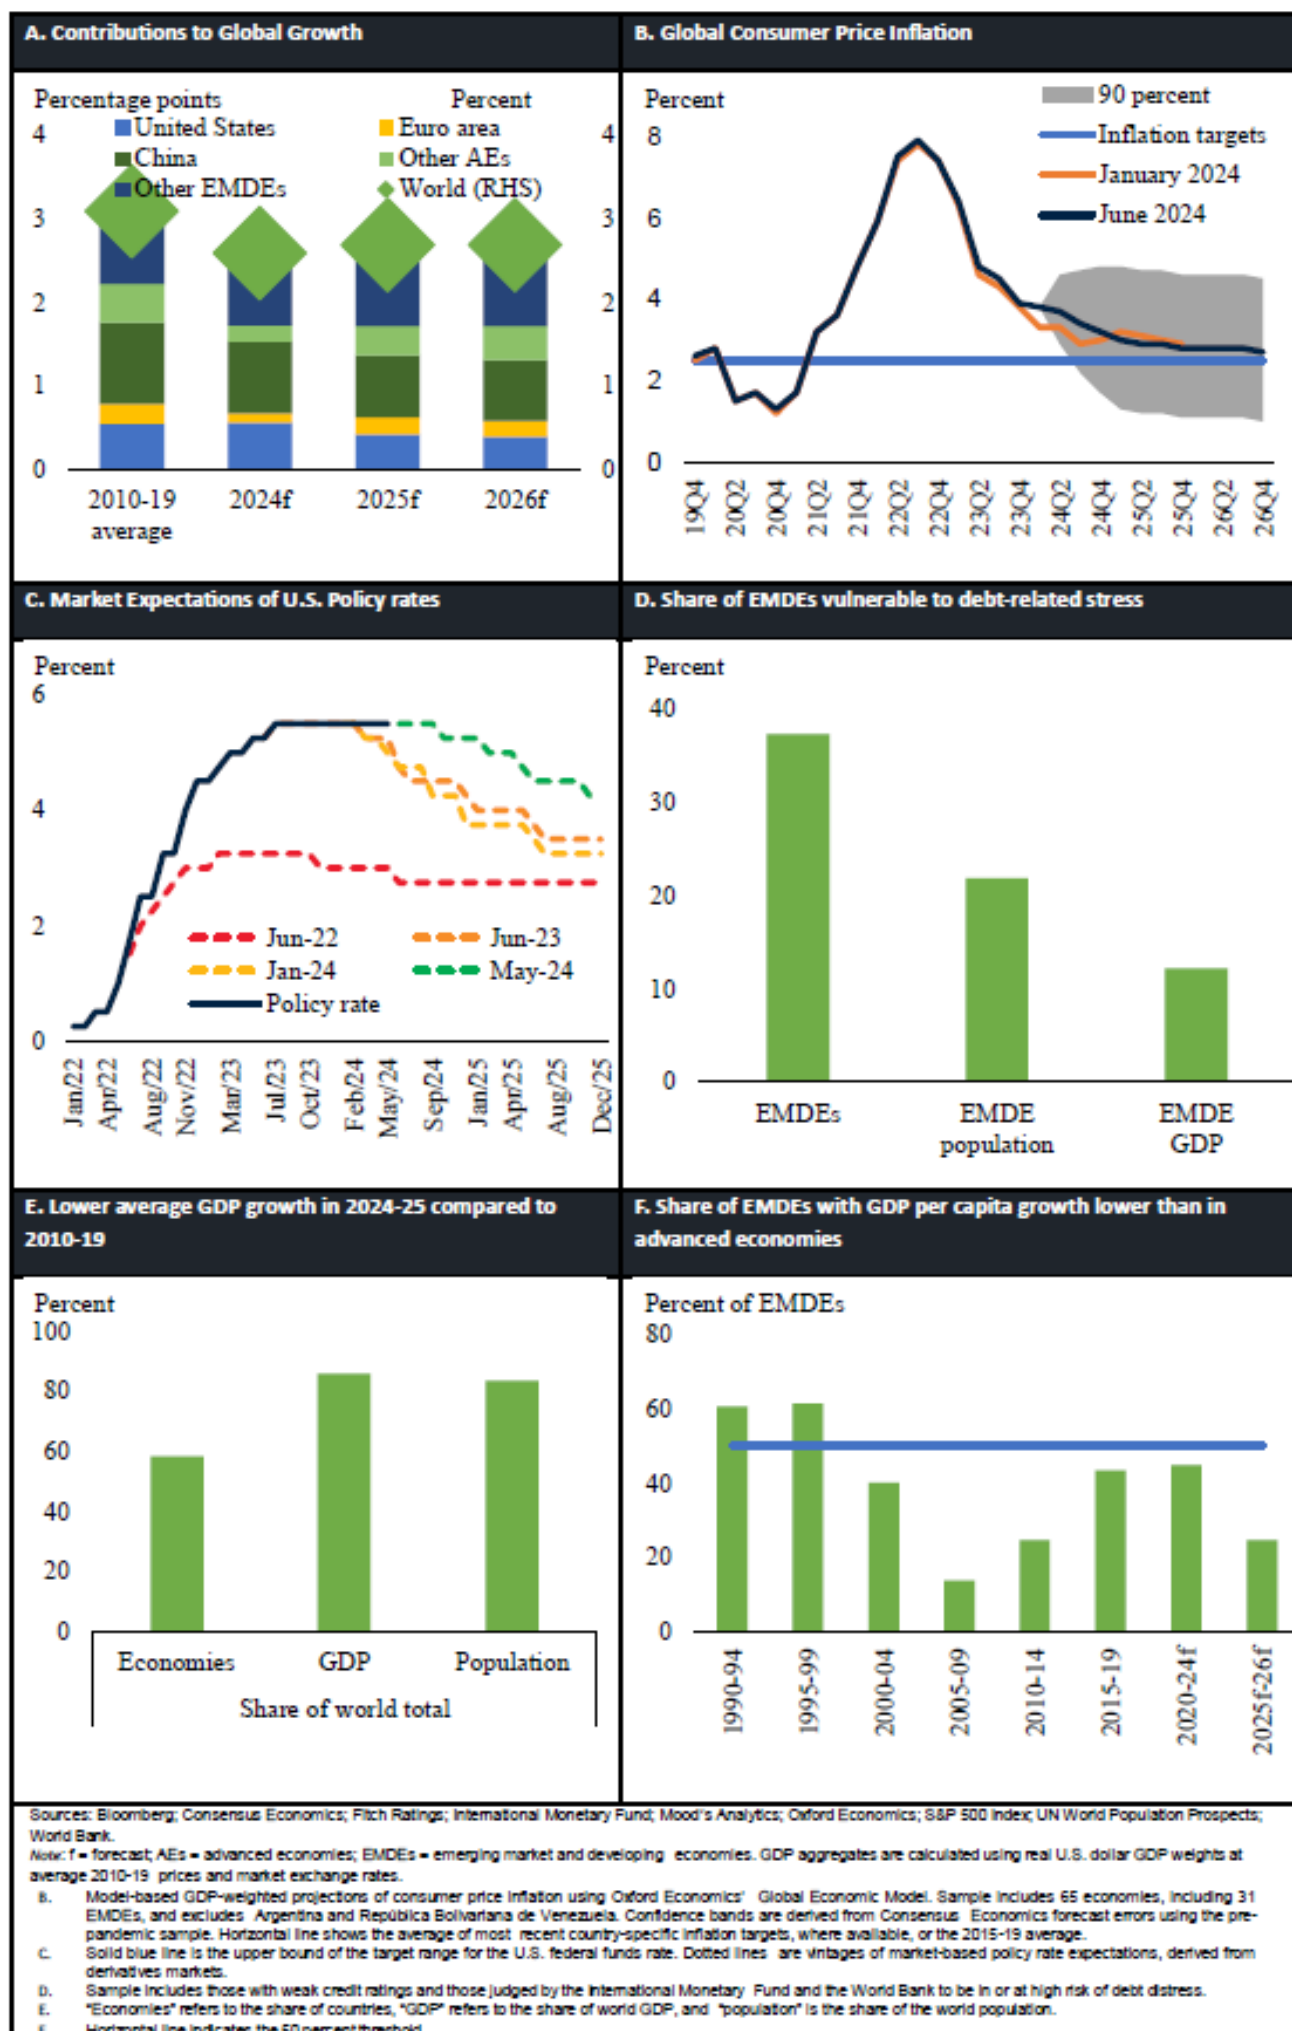 A. Contributions to Global Growth
Percentage points
Percent
United States
Euro area
China
Other AEs
Other EMDEs
World (RHS)
4
3
2
1
0
4
3
2
1
0
2010-19 average
2024f
2025f
2026f
B. Global Consumer Price Inflation
Percent
90 percent
Inflation targets
January 2024
June 2024
8
6
4
2
0
19Q4
20Q2
20Q4
21Q2
21Q4
22Q2
22Q4
23Q2
23Q4
24Q2
24Q4
25Q2
25Q4
26Q2
26Q4
C. Market Expectations of U.S. Policy rates
Percent
6
4
2
0
Jun-22
Jun-23
Jan-24
May-24
Policy rate
Jan/22
Apr/22
Aug/22
Nov/22
Mar/23
Jul/23
Oct/23
Feb/24
May/24
Sep/24
Jan/25
Apr/25
Aug/25
Dec/25
D. Share of EMDEs vulnerable to debt-related stress
Percent
40
30
20
10
0
EMDEs
EMDE population
EMDE GDP
E. Lower average GDP growth in 2024-25 compared to
2010-19
Percent
100
80
60
40
20
0
Economies
GDP
Population
Share of world total
F. Share of EMDEs with GDP per capita growth lower than in
advanced economies
Percent of EMDEs
80
60
40
20
0
1990-94
1995-99
2000-04
2005-09
2010-14
2015-19
2020-24f
2025f-26f
Sources: Bloomberg; Consensus Economics; Fitch Ratings; International Monetary Fund; Mood's Analytics; Oxford Economics; S&P 500 Index; UN World Population Prospects;
World Bank.
Note: f = forecast; AEs = advanced economies; EMDEs = emerging market and developing economies. GDP aggregates are calculated using real U.S. dollar GDP weights at
average 2010-19 prices and market exchange rates.
B. Model-based GDP-weighted projections of consumer price inflation using Oxford Economics' Global Economic Model. Sample includes 65 economies, including 31
EMDEs, and excludes Argentina and República Bolivariana de Venezuela. Confidence bands are derived from Consensus Economics forecast errors using the pre-
pandemic sample. Horizontal line shows the average of most recent country-specific inflation targets, where available, or the 2015-19 average.
C. Solid blue line is the upper bound of the target range for the U.S. federal funds rate. Dotted lines are vintages of market-based policy rate expectations, derived from
derivatives markets.
D. Sample includes those with weak credit ratings and those judged by the International Monetary Fund and the World Bank to be in or at high risk of debt distress.
E. "Economies" refers to the share of countries, "GDP" refers to the share of world GDP, and "population" is the share of the world population.
F. Horizontal line indicates the 50 percent threshold.